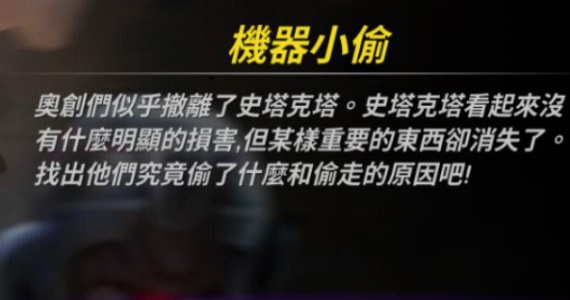 機器小偷
奧創們似乎撤離了史塔克塔。史塔克塔看起來沒
有什麼明顯的損害,但某樣重要的東西卻消失了。
找出他們究竟偷了什麼和偷走的原因吧!